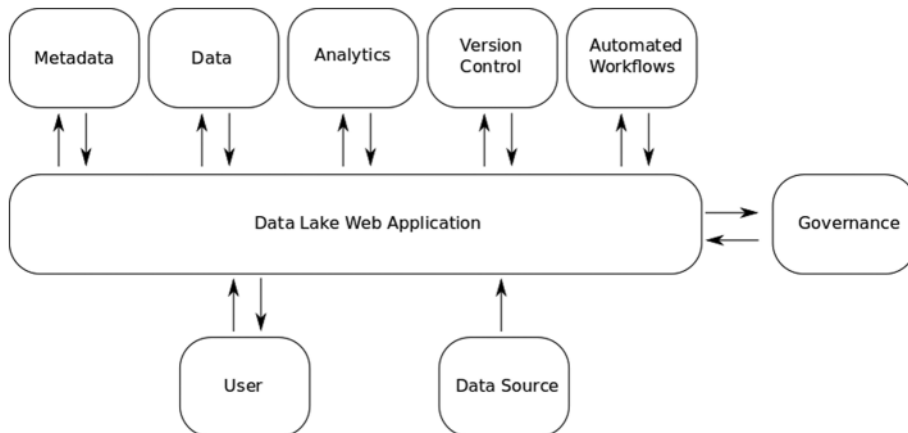 Metadata
Data
Analytics
Version
Control
Automated
Workflows
Data Lake Web Application
Governance
User
Data Source